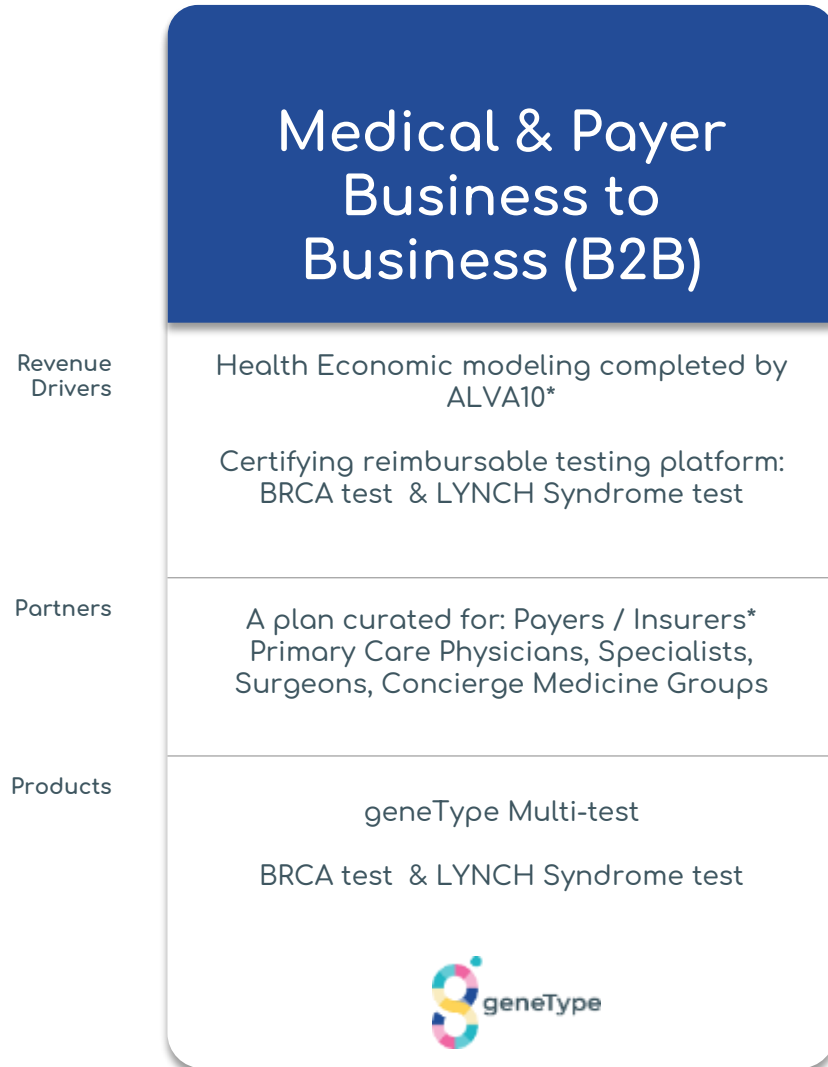 Medical & Payer
Business to
Business (B2B)
Revenue
Drivers
Health Economic modeling completed by
ALVA10*
Certifying reimbursable testing platform:
BRCA test & LYNCH Syndrome test
Partners
A plan curated for: Payers / Insurers*
Primary Care Physicians, Specialists,
Surgeons, Concierge Medicine Groups
Products
geneType Multi-test
BRCA test & LYNCH Syndrome test
geneType